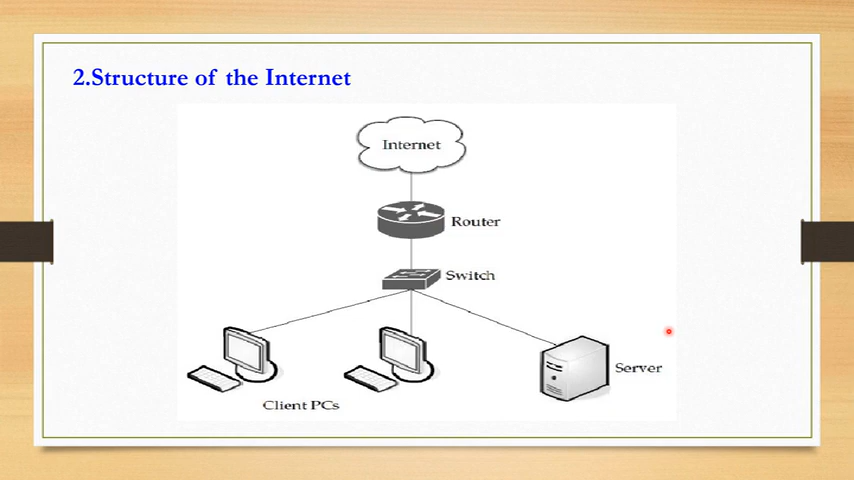 2.Structure of the Internet
Internet
Router
Switch
Server
Client PCs